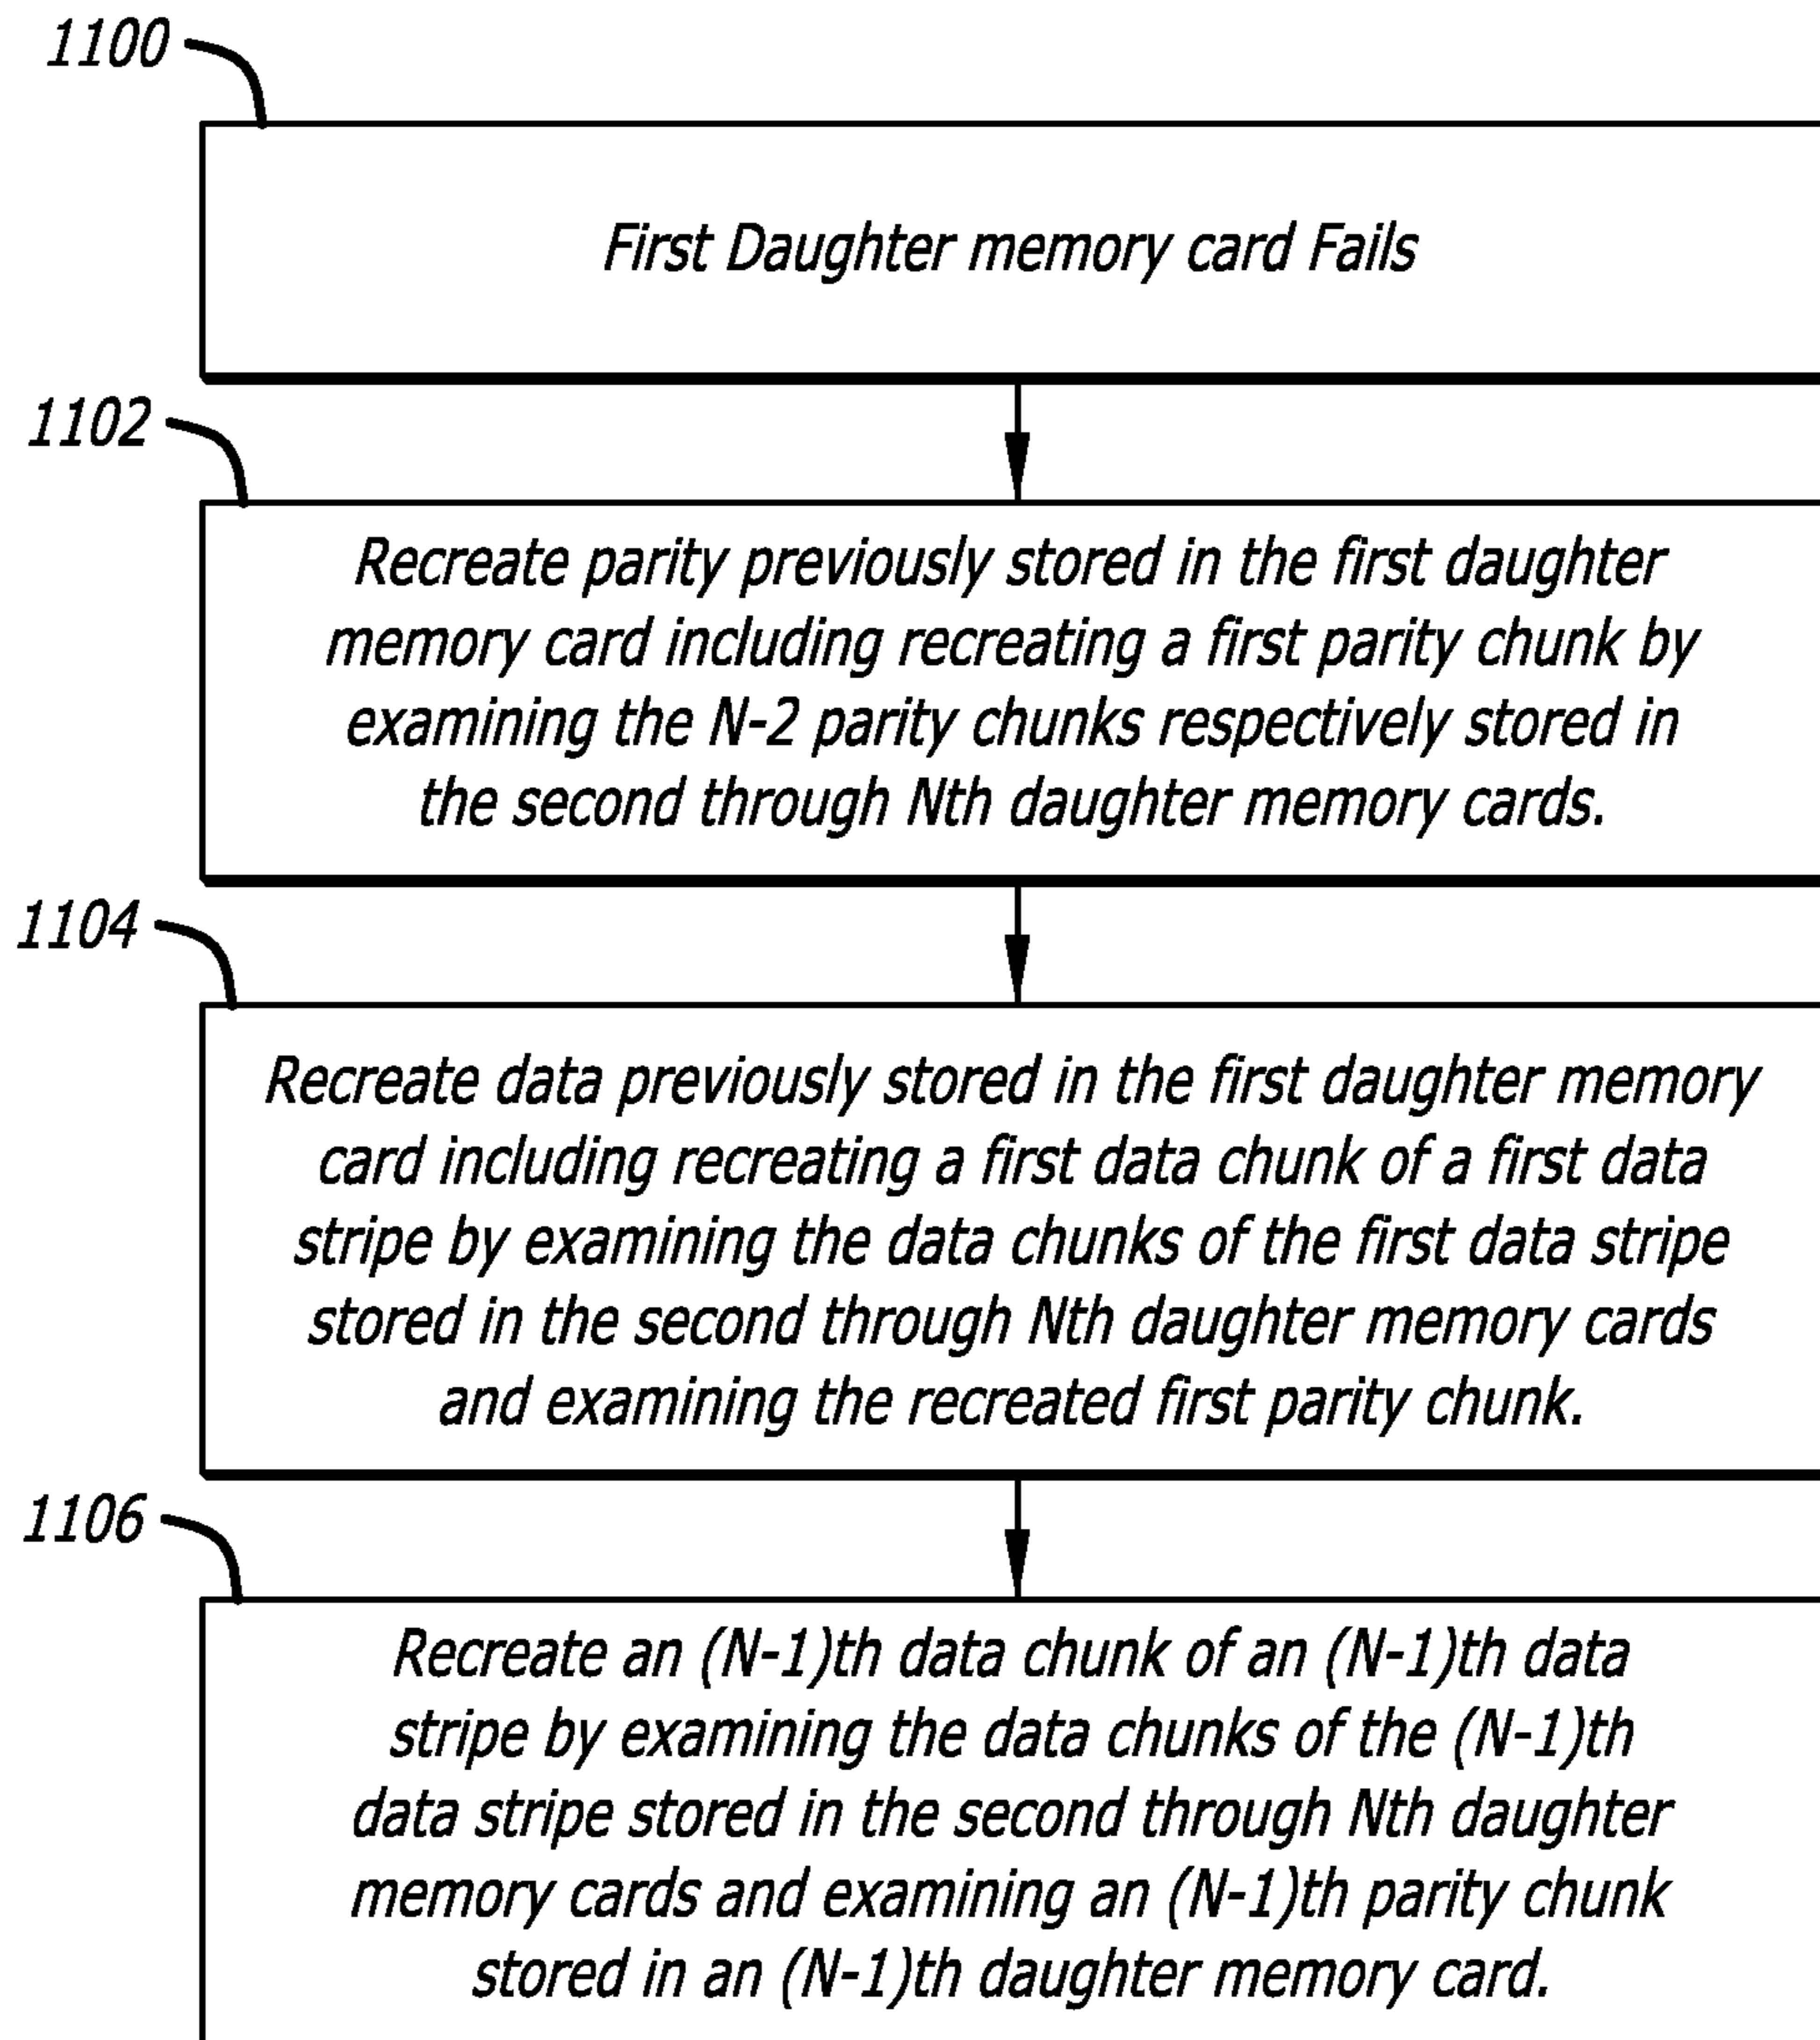 1100
First Daughter memory card Fails
1102
Recreate parity previously stored in the first daughter
memory card including recreating a first parity chunk by
examining the N-2 parity chunks respectively stored in
the second through Nth daughter memory cards.
1104
Recreate data previously stored in the first daughter memory
card including recreating a first data chunk of a first data
stripe by examining the data chunks of the first data stripe
stored in the second through Nth daughter memory cards
and examining the recreated first parity chunk.
1106
Recreate an (N-1)th data chunk of an (N-1)th data
stripe by examining the data chunks of the (N-1)th
data stripe stored in the second through Nth daughter
memory cards and examining an (N-1)th parity chunk
stored in an (N-1)th daughter memory card.